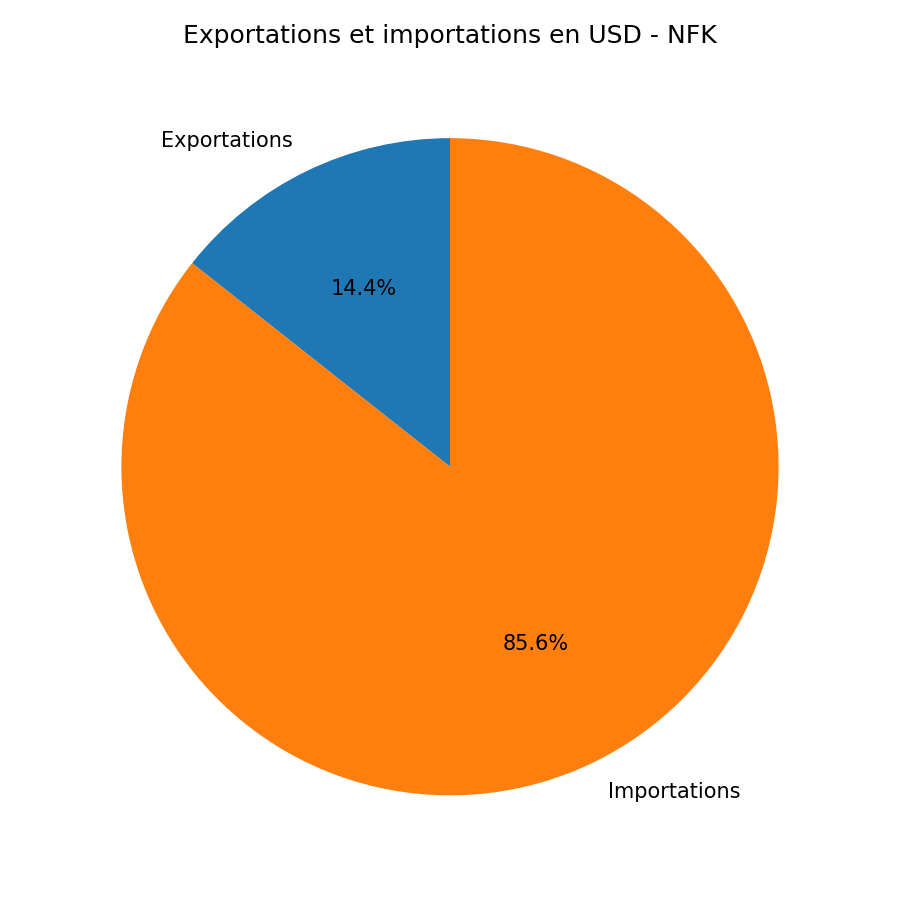 Exportations et importations en USD - NFK
Exportations
14.4%
85.6%
Importations